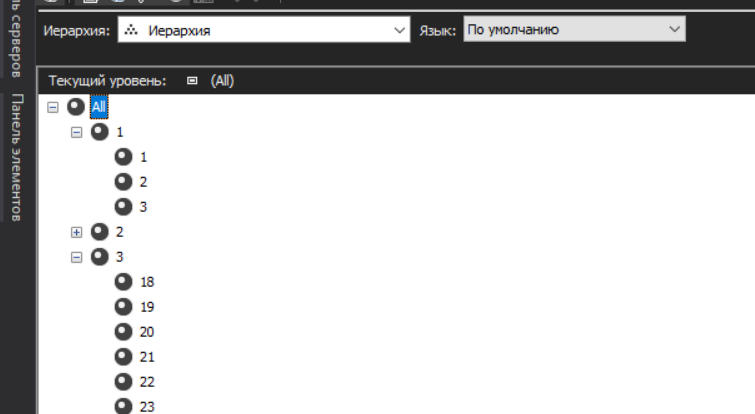 ль серверов
Панель элементов
Иерархия: Иерархия Язык: По умолчанию
Текущий уровень: (All)
All
1
1
2
3
2
3
18
19
20
21
22
23